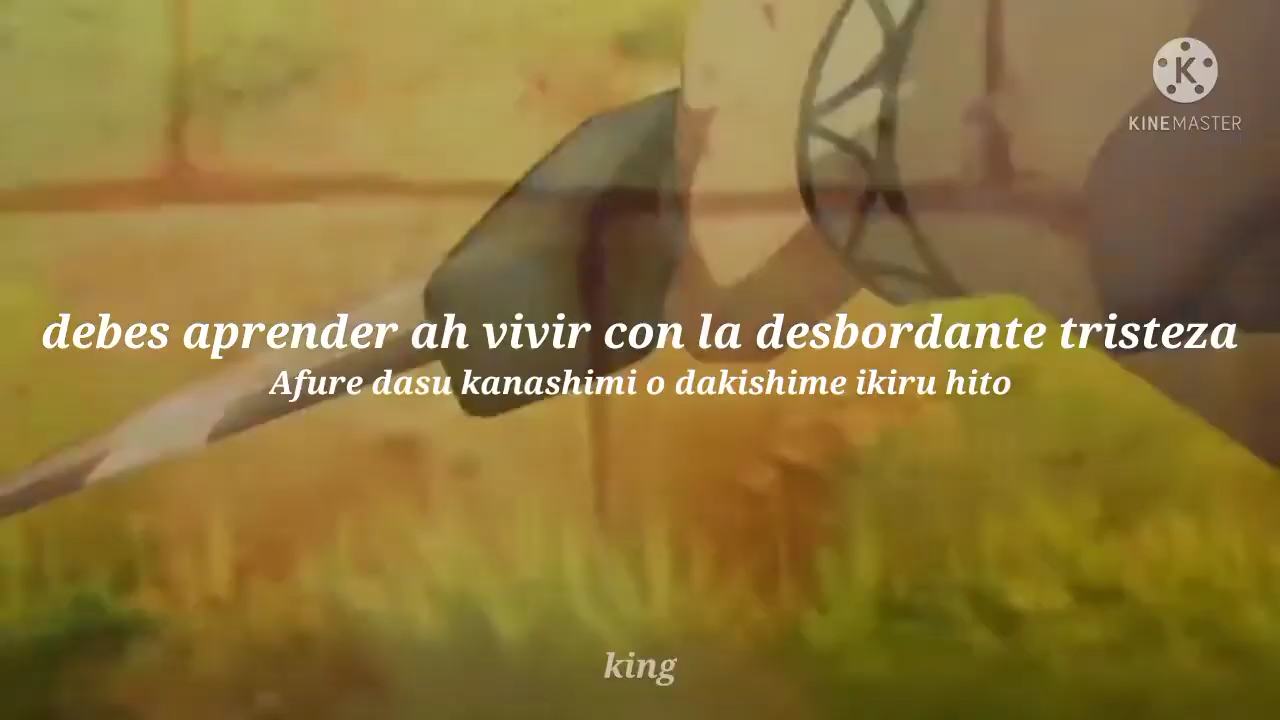 KINEMASTER
debes aprender ah vivir con la desbordante tristeza
Afure dasu kanashimi o dakishime ikiru hito
king